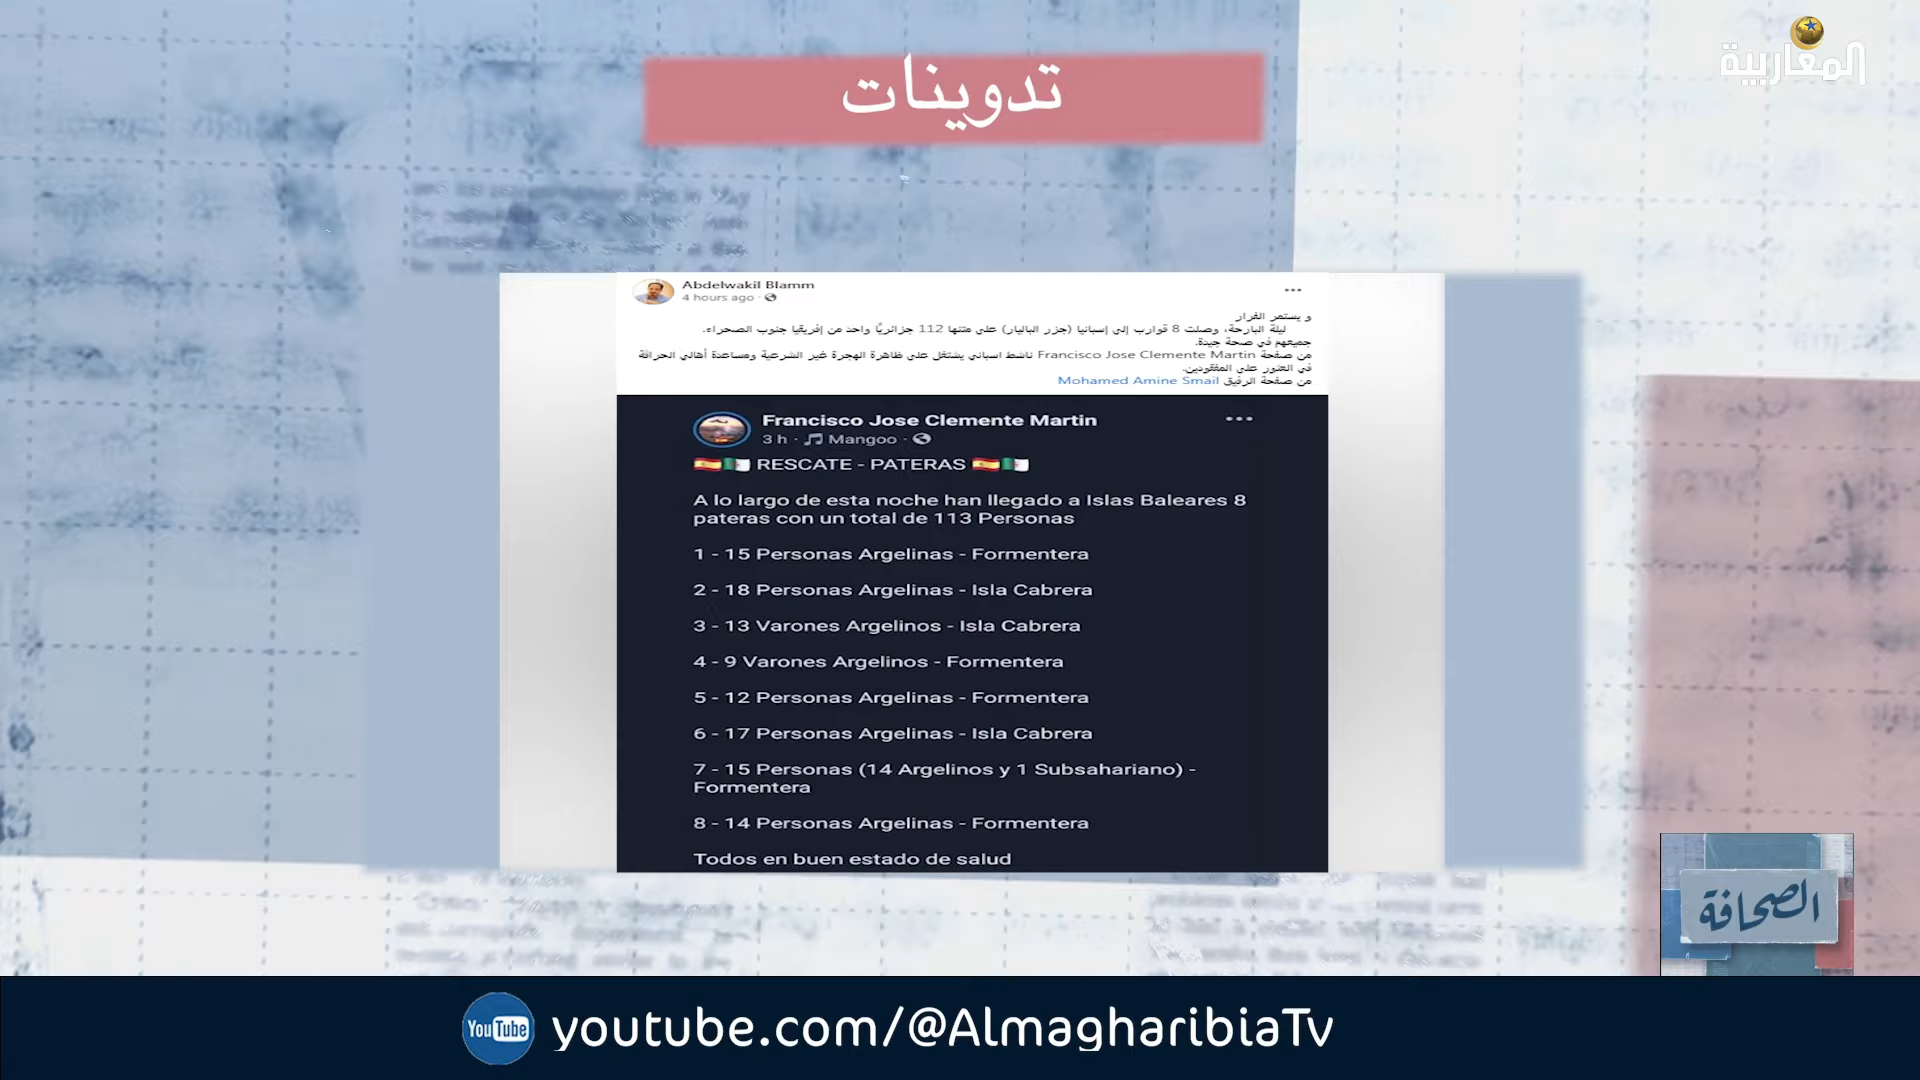 المغاربية
تدوينات
Abdelwakil Blamm
4 hours ago
و يستمر الفرار
ليلة البارحة، وصلت 8 قوارب إلى إسبانيا (جزر الباليار) على متنها 112 جزائريًا واحد من إفريقيا جنوب الصحراء.
جميعهم في صحة جيدة.
من صفحة Francisco Jose Clemente Martin ناشط اسباني يشتغل على ظاهرة الهجرة غير الشرعية ومساعدة أهالي الحراقة
في العثور على المفقودين.
من صفحة الرفيق Mohamed Amine Smail
Francisco Jose Clemente Martin
3 h · Mangoo ·
RESCATE - PATERAS
A lo largo de esta noche han llegado a Islas Baleares 8
pateras con un total de 113 Personas
1 - 15 Personas Argelinas - Formentera
2 - 18 Personas Argelinas - Isla Cabrera
3 - 13 Varones Argelinos - Isla Cabrera
4 - 9 Varones Argelinos - Formentera
5 - 12 Personas Argelinas - Formentera
6 - 17 Personas Argelinas - Isla Cabrera
7 - 15 Personas (14 Argelinos y 1 Subsahariano) -
Formentera
8 - 14 Personas Argelinas - Formentera
Todos en buen estado de salud
الصحافة
YouTube youtube.com/@AlmagharibiaTv